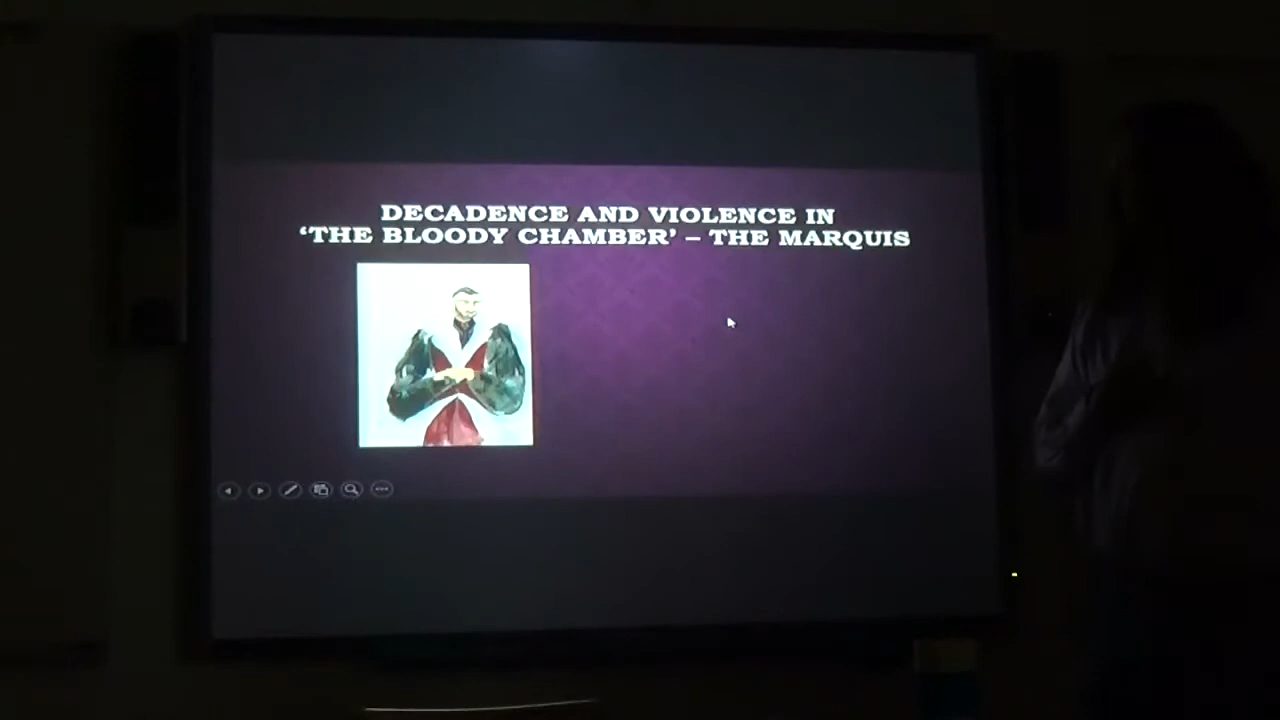 DECADENCE AND VIOLENCE IN
‘THE BLOODY CHAMBER’ – THE MARQUIS